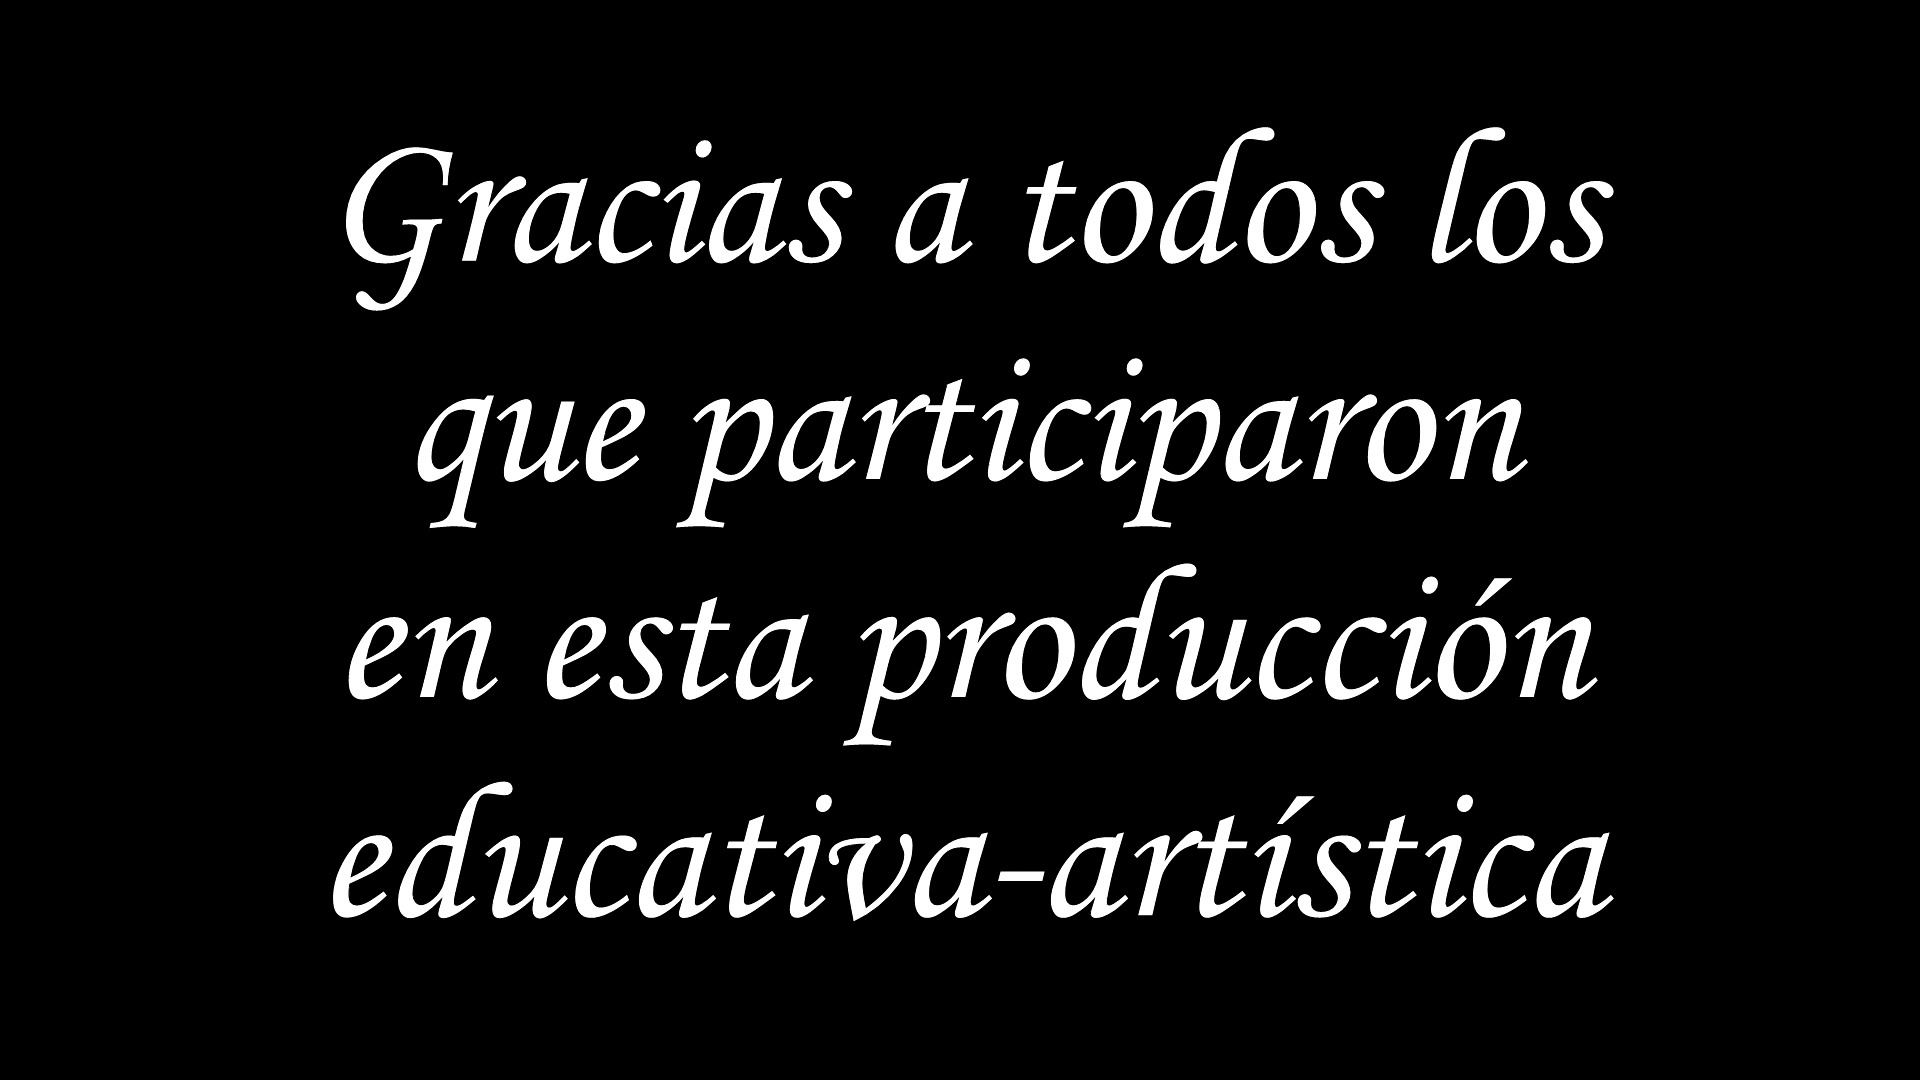 Gracias a todos los
que participaron
en esta producción
educativa-artística